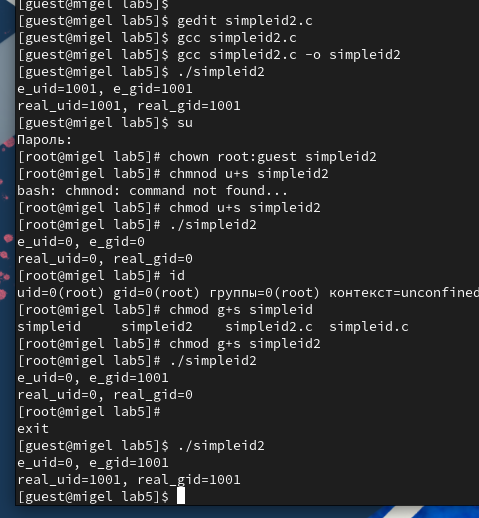 [guest@migel lab5]$
[guest@migel lab5]$ gedit simpleid2.c
[guest@migel lab5]$ gcc simpleid2.c
[guest@migel lab5]$ gcc simpleid2.c -o simpleid2
[guest@migel lab5]$ ./simpleid2
e_uid=1001, e_gid=1001
real_uid=1001, real_gid=1001
[guest@migel lab5]$ su
Пароль:
[root@migel lab5]# chown root:guest simpleid2
[root@migel lab5]# chmnod u+s simpleid2
bash: chmnod: command not found...
[root@migel lab5]# chmod u+s simpleid2
[root@migel lab5]# ./simpleid2
e_uid=0, e_gid=0
real_uid=0, real_gid=0
[root@migel lab5]# id
uid=0(root) gid=0(root) группы=0(root) контекст=unconfined
[root@migel lab5]# chmod g+s simpleid
simpleid     simpleid2    simpleid2.c  simpleid.c
[root@migel lab5]# chmod g+s simpleid2
[root@migel lab5]# ./simpleid2
e_uid=0, e_gid=1001
real_uid=0, real_gid=0
[root@migel lab5]#
exit
[guest@migel lab5]$ ./simpleid2
e_uid=0, e_gid=1001
real_uid=1001, real_gid=1001
[guest@migel lab5]$